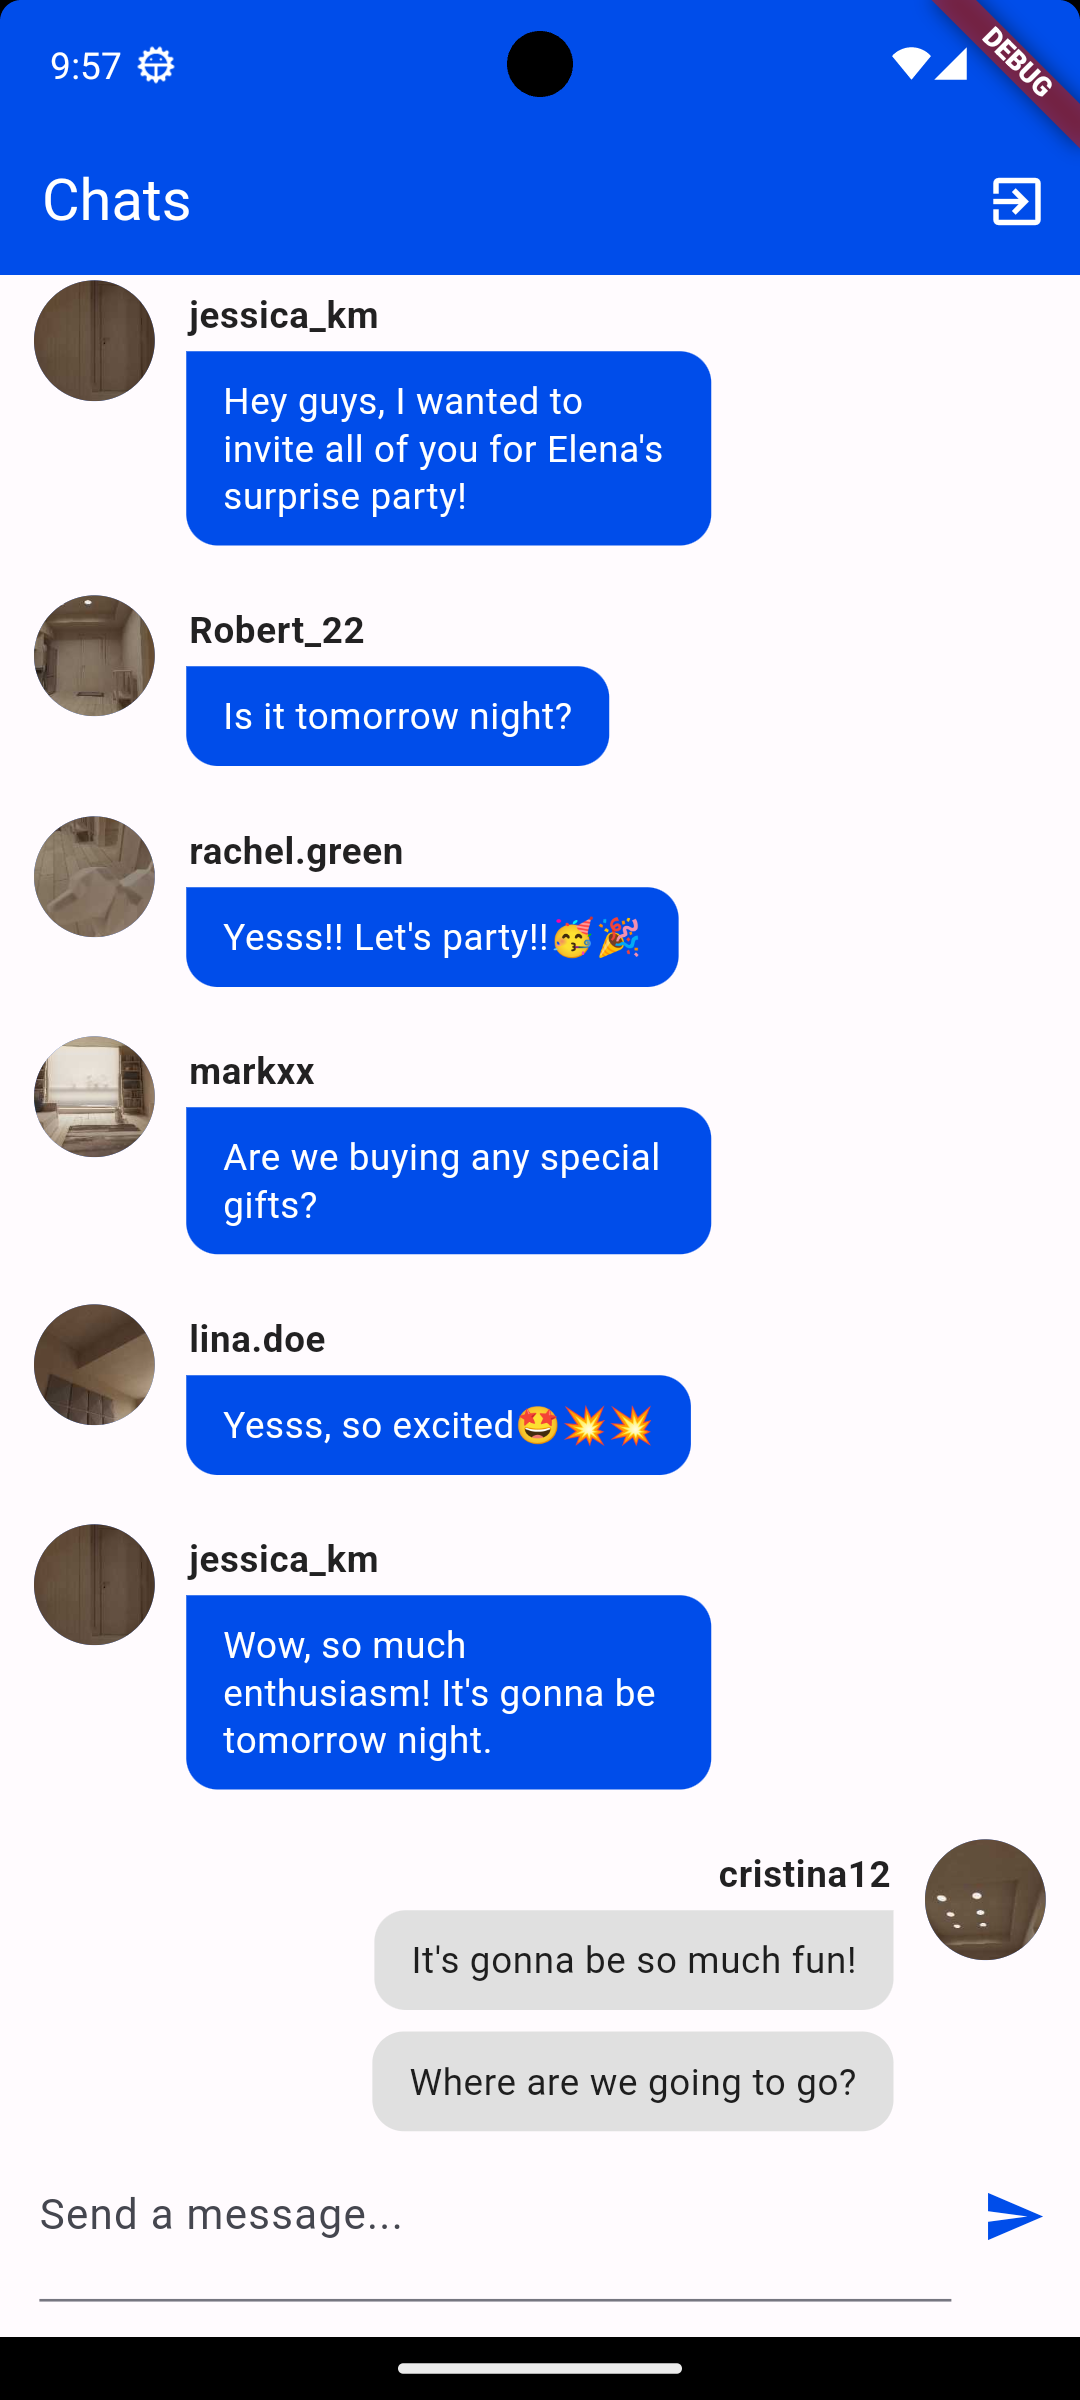 9:57
DEBUG
Chats
jessica_km
Hey guys, I wanted to
invite all of you for Elena's
surprise party!
Robert_22
Is it tomorrow night?
rachel.green
Yesss!! Let's party!!🥳🎉
markxx
Are we buying any special
gifts?
lina.doe
Yesss, so excited🤩💥💥
jessica_km
Wow, so much
enthusiasm! It's gonna be
tomorrow night.
cristina12
It's gonna be so much fun!
Where are we going to go?
Send a message...